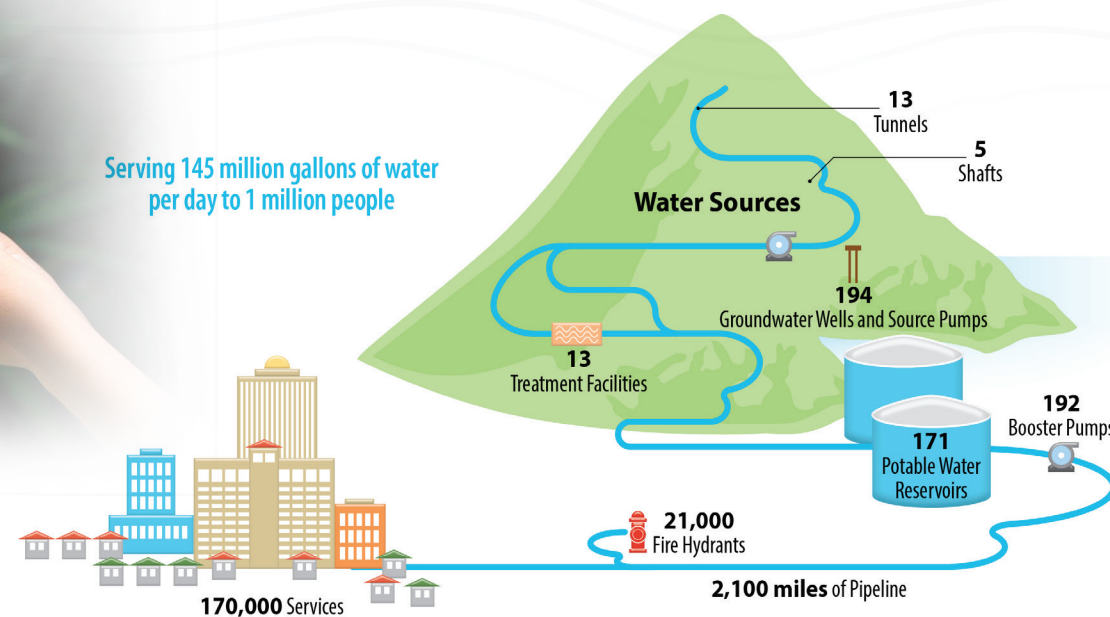 Serving 145 million gallons of water
per day to 1 million people
13
Tunnels
5
Shafts
Water Sources
194
Groundwater Wells and Source Pumps
13
Treatment Facilities
192
Booster Pumps
171
Potable Water
Reservoirs
21,000
Fire Hydrants
2,100 miles of Pipeline
170,000 Services